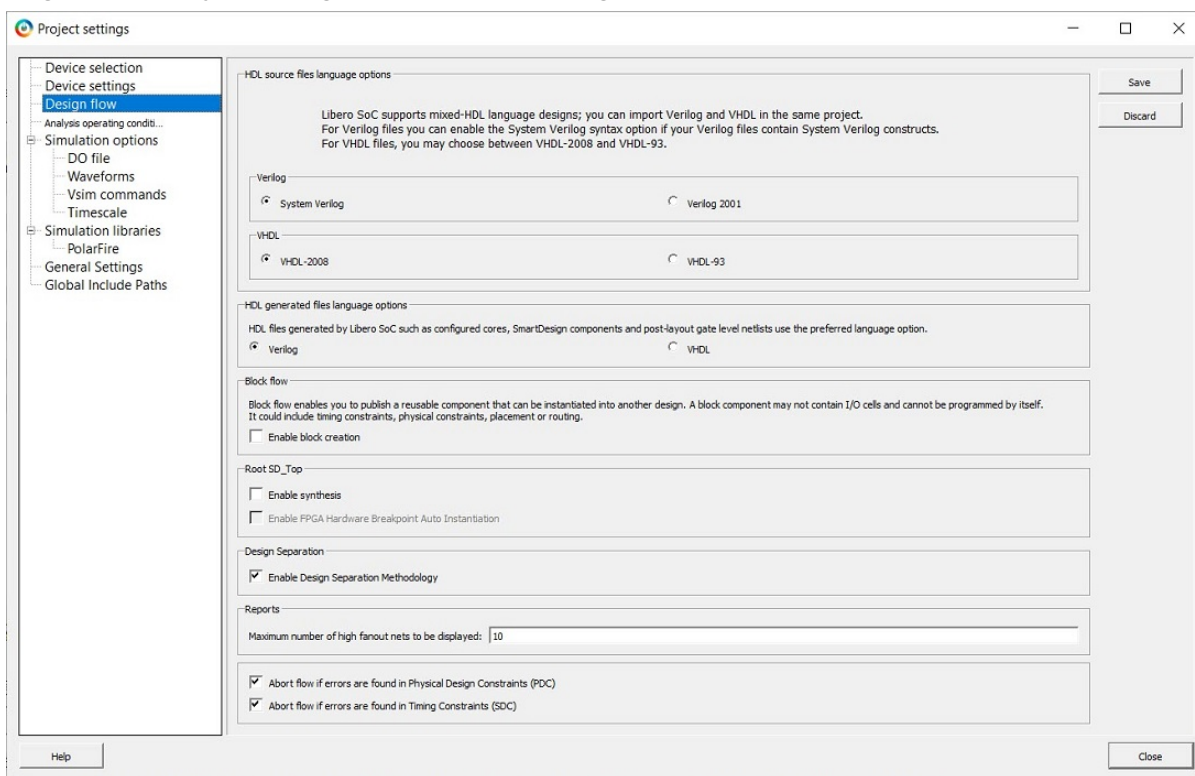 Project settings
Device selection
Device settings
Design flow
Analysis operating conditi...
Simulation options
DO file
Waveforms
Vsim commands
Timescale
Simulation libraries
PolarFire
General Settings
Global Include Paths
HDL source files language options
Libero SoC supports mixed-HDL language designs; you can import Verilog and VHDL in the same project.
For Verilog files you can enable the System Verilog syntax option if your Verilog files contain System Verilog constructs.
For VHDL files, you may choose between VHDL-2008 and VHDL-93.
Verilog
System Verilog Verilog 2001
VHDL
VHDL-2008 VHDL-93
HDL generated files language options
HDL files generated by Libero SoC such as configured cores, SmartDesign components and post-layout gate level netlists use the preferred language option.
Verilog VHDL
Block flow
Block flow enables you to publish a reusable component that can be instantiated into another design. A block component may not contain I/O cells and cannot be programmed by itself.
It could include timing constraints, physical constraints, placement or routing.
Enable block creation
Root SD_Top
Enable synthesis
Enable FPGA Hardware Breakpoint Auto Instantiation
Design Separation
Enable Design Separation Methodology
Reports
Maximum number of high fanout nets to be displayed: 10
Abort flow if errors are found in Physical Design Constraints (PDC)
Abort flow if errors are found in Timing Constraints (SDC)
Save
Discard
Help
Close